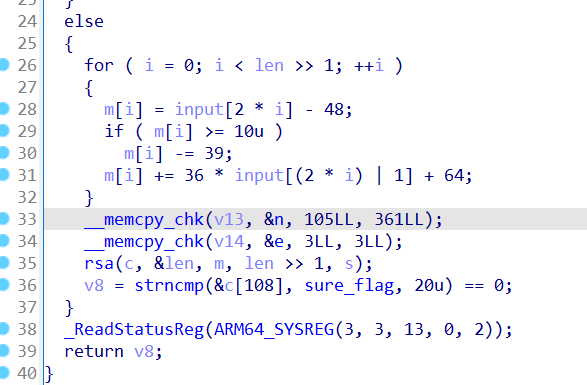 24 else
25 {
26 for ( i = 0; i < len >> 1; ++i )
27 {
28 m[i] = input[2 * i] - 48;
29 if ( m[i] >= 10u )
30 m[i] -= 39;
31 m[i] += 36 * input[(2 * i) | 1] + 64;
32 }
33 __memcpy_chk(v13, &n, 105LL, 361LL);
34 __memcpy_chk(v14, &e, 3LL, 3LL);
35 rsa(c, &len, m, len >> 1, s);
36 v8 = strncmp(&c[108], sure_flag, 20u) == 0;
37 }
38 _ReadStatusReg(ARM64_SYSREG(3, 3, 13, 0, 2));
39 return v8;
40 }